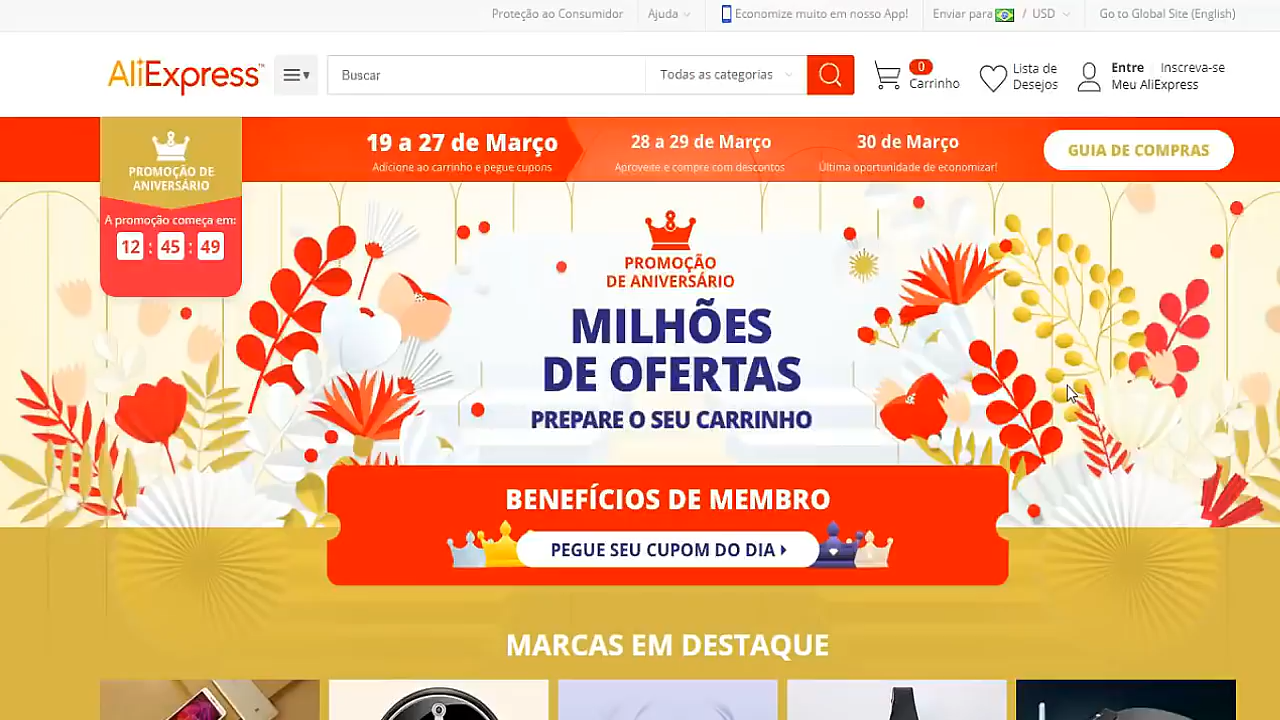 Proteção ao Consumidor
Ajuda
Economize muito em nosso App!
Enviar para / USD
Go to Global Site (English)
AliExpress™
Buscar
Todas as categorias
0
Carrinho
Lista de
Desejos
Entre
Inscreva-se
Meu AliExpress
8
PROMOÇÃO DE
ANIVERSÁRIO
A promoção começa em:
12 : 45 : 49
19 a 27 de Março
Adicione ao carrinho e pegue cupons
28 a 29 de Março
Aproveite e compre com descontos
30 de Março
Última oportunidade de economizar!
GUIA DE COMPRAS
8
PROMOÇÃO
DE ANIVERSÁRIO
MILHÕES
DE OFERTAS
PREPARE O SEU CARRINHO
BENEFÍCIOS DE MEMBRO
PEGUE SEU CUPOM DO DIA
MARCAS EM DESTAQUE